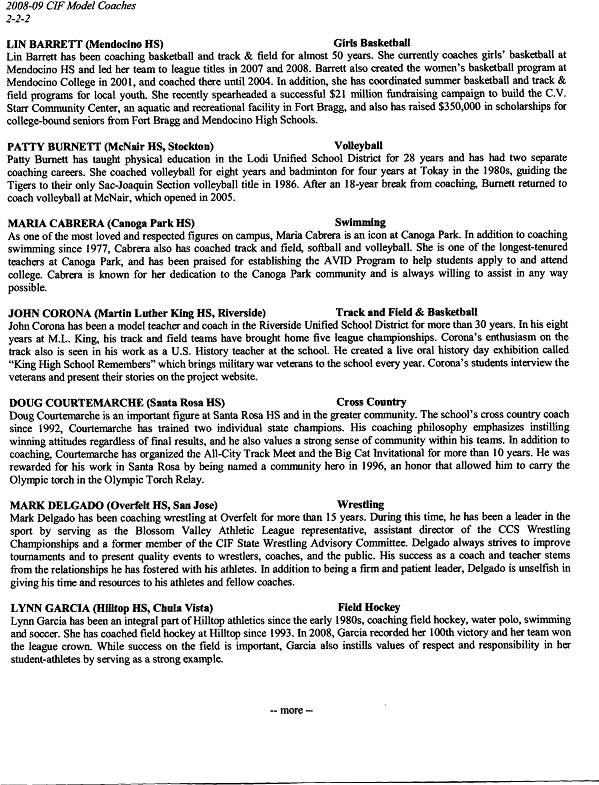 2008-09 CIF Model Coaches
2-2-2
LIN BARRETT (Mendocino HS) Girls Basketball
Lin Barrett has been coaching basketball and track & field for almost 50 years. She currently coaches girls' basketball at
Mendocino HS and led her team to league titles in 2007 and 2008. Barrett also created the women's basketball program at
Mendocino College in 2001, and coached there until 2004. In addition, she has coordinated summer basketball and track &
field programs for local youth. She recently spearheaded a successful $21 million fundraising campaign to build the C.V.
Starr Community Center, an aquatic and recreational facility in Fort Bragg, and also has raised $350,000 in scholarships for
college-bound seniors from Fort Bragg and Mendocino High Schools.
PATTY BURNETT (McNair HS, Stockton) Volleyball
Patty Burnett has taught physical education in the Lodi Unified School District for 28 years and has had two separate
coaching careers. She coached volleyball for eight years and badminton for four years at Tokay in the 1980s, guiding the
Tigers to their only Sac-Joaquin Section volleyball title in 1986. After an 18-year break from coaching, Burnett returned to
coach volleyball at McNair, which opened in 2005.
MARIA CABRERA (Canoga Park HS) Swimming
As one of the most loved and respected figures on campus, Maria Cabrera is an icon at Canoga Park. In addition to coaching
swimming since 1977, Cabrera also has coached track and field, softball and volleyball. She is one of the longest-tenured
teachers at Canoga Park, and has been praised for establishing the AVID Program to help students apply to and attend
college. Cabrera is known for her dedication to the Canoga Park community and is always willing to assist in any way
possible.
JOHN CORONA (Martin Luther King HS, Riverside) Track and Field & Basketball
John Corona has been a model teacher and coach in the Riverside Unified School District for more than 30 years. In his eight
years at M.L. King, his track and field teams have brought home five league championships. Corona's enthusiasm on the
track also is seen in his work as a U.S. History teacher at the school. He created a live oral history day exhibition called
"King High School Remembers" which brings military war veterans to the school every year. Corona's students interview the
veterans and present their stories on the project website.
DOUG COURTEMARCHE (Santa Rosa HS) Cross Country
Doug Courtemarche is an important figure at Santa Rosa HS and in the greater community. The school's cross country coach
since 1992, Courtemarche has trained two individual state champions. His coaching philosophy emphasizes instilling
winning attitudes regardless of final results, and he also values a strong sense of community within his teams. In addition to
coaching, Courtemarche has organized the All-City Track Meet and the Big Cat Invitational for more than 10 years. He was
rewarded for his work in Santa Rosa by being named a community hero in 1996, an honor that allowed him to carry the
Olympic torch in the Olympic Torch Relay.
MARK DELGADO (Overfelt HS, San Jose) Wrestling
Mark Delgado has been coaching wrestling at Overfelt for more than 15 years. During this time, he has been a leader in the
sport by serving as the Blossom Valley Athletic League representative, assistant director of the CCS Wrestling
Championships and a former member of the CIF State Wrestling Advisory Committee. Delgado always strives to improve
tournaments and to present quality events to wrestlers, coaches, and the public. His success as a coach and teacher stems
from the relationships he has fostered with his athletes. In addition to being a firm and patient leader, Delgado is unselfish in
giving his time and resources to his athletes and fellow coaches.
LYNN GARCIA (Hilltop HS, Chula Vista) Field Hockey
Lynn Garcia has been an integral part of Hilltop athletics since the early 1980s, coaching field hockey, water polo, swimming
and soccer. She has coached field hockey at Hilltop since 1993. In 2008, Garcia recorded her 100th victory and her team won
the league crown. While success on the field is important, Garcia also instills values of respect and responsibility in her
student-athletes by serving as a strong example.
-- more --